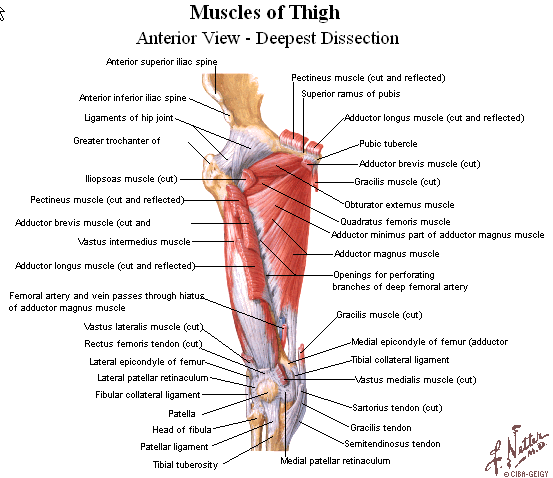 Muscles of Thigh
Anterior View - Deepest Dissection
Anterior superior iliac spine
Anterior inferior iliac spine
Ligaments of hip joint
Greater trochanter of
Iliopsoas muscle (cut)
Pectineus muscle (cut and reflected)
Adductor brevis muscle (cut and
Vastus intermedius muscle
Adductor longus muscle (cut and reflected)
Femoral artery and vein passes through hiatus
of adductor magnus muscle
Vastus lateralis muscle (cut)
Rectus femoris tendon (cut)
Lateral epicondyle of femur
Lateral patellar retinaculum
Fibular collateral ligament
Patella
Head of fibula
Patellar ligament
Tibial tuberosity
Pectineus muscle (cut and reflected)
Superior ramus of pubis
Adductor longus muscle (cut and reflected)
Pubic tubercle
Adductor brevis muscle (cut)
Gracilis muscle (cut)
Obturator externus muscle
Quadratus femoris muscle
Adductor minimus part of adductor magnus muscle
Adductor magnus muscle
Openings for perforating
branches of deep femoral artery
Gracilis muscle (cut)
Medial epicondyle of femur (adductor
Tibial collateral ligament
Vastus medialis muscle (cut)
Sartorius tendon (cut)
Gracilis tendon
Semitendinosus tendon
Medial patellar retinaculum
F. Netter
M.D.
© CIBA-GEIGY